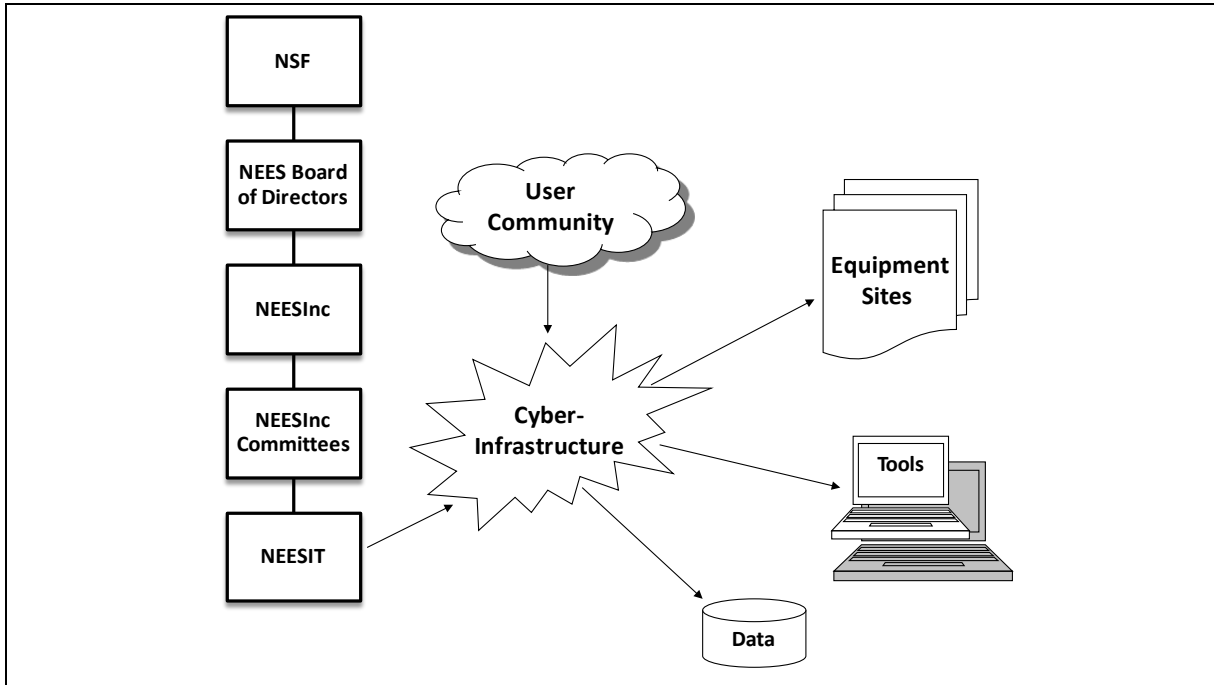 NSF
NEES Board
of Directors
NEESInc
NEESInc
Committees
NEESIT
User
Community
Cyber-
Infrastructure
Equipment
Sites
Tools
Data